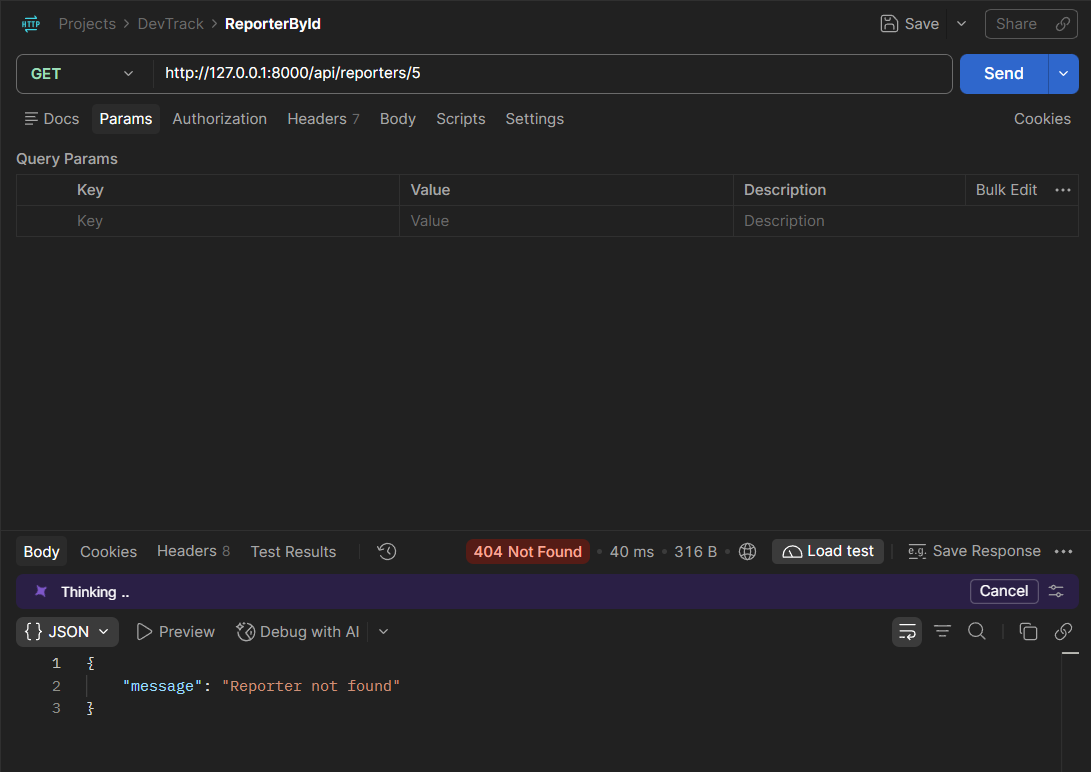 HTTP Projects > DevTrack > ReporterById Save Share
GET http://127.0.0.1:8000/api/reporters/5 Send
Docs Params Authorization Headers 7 Body Scripts Settings Cookies
Query Params
Key Value Description Bulk Edit
Key Value Description
Body Cookies Headers 8 Test Results 404 Not Found • 40 ms • 316 B • Load test e.g. Save Response
Thinking .. Cancel
{} JSON Preview Debug with AI
1 {
2 "message": "Reporter not found"
3 }